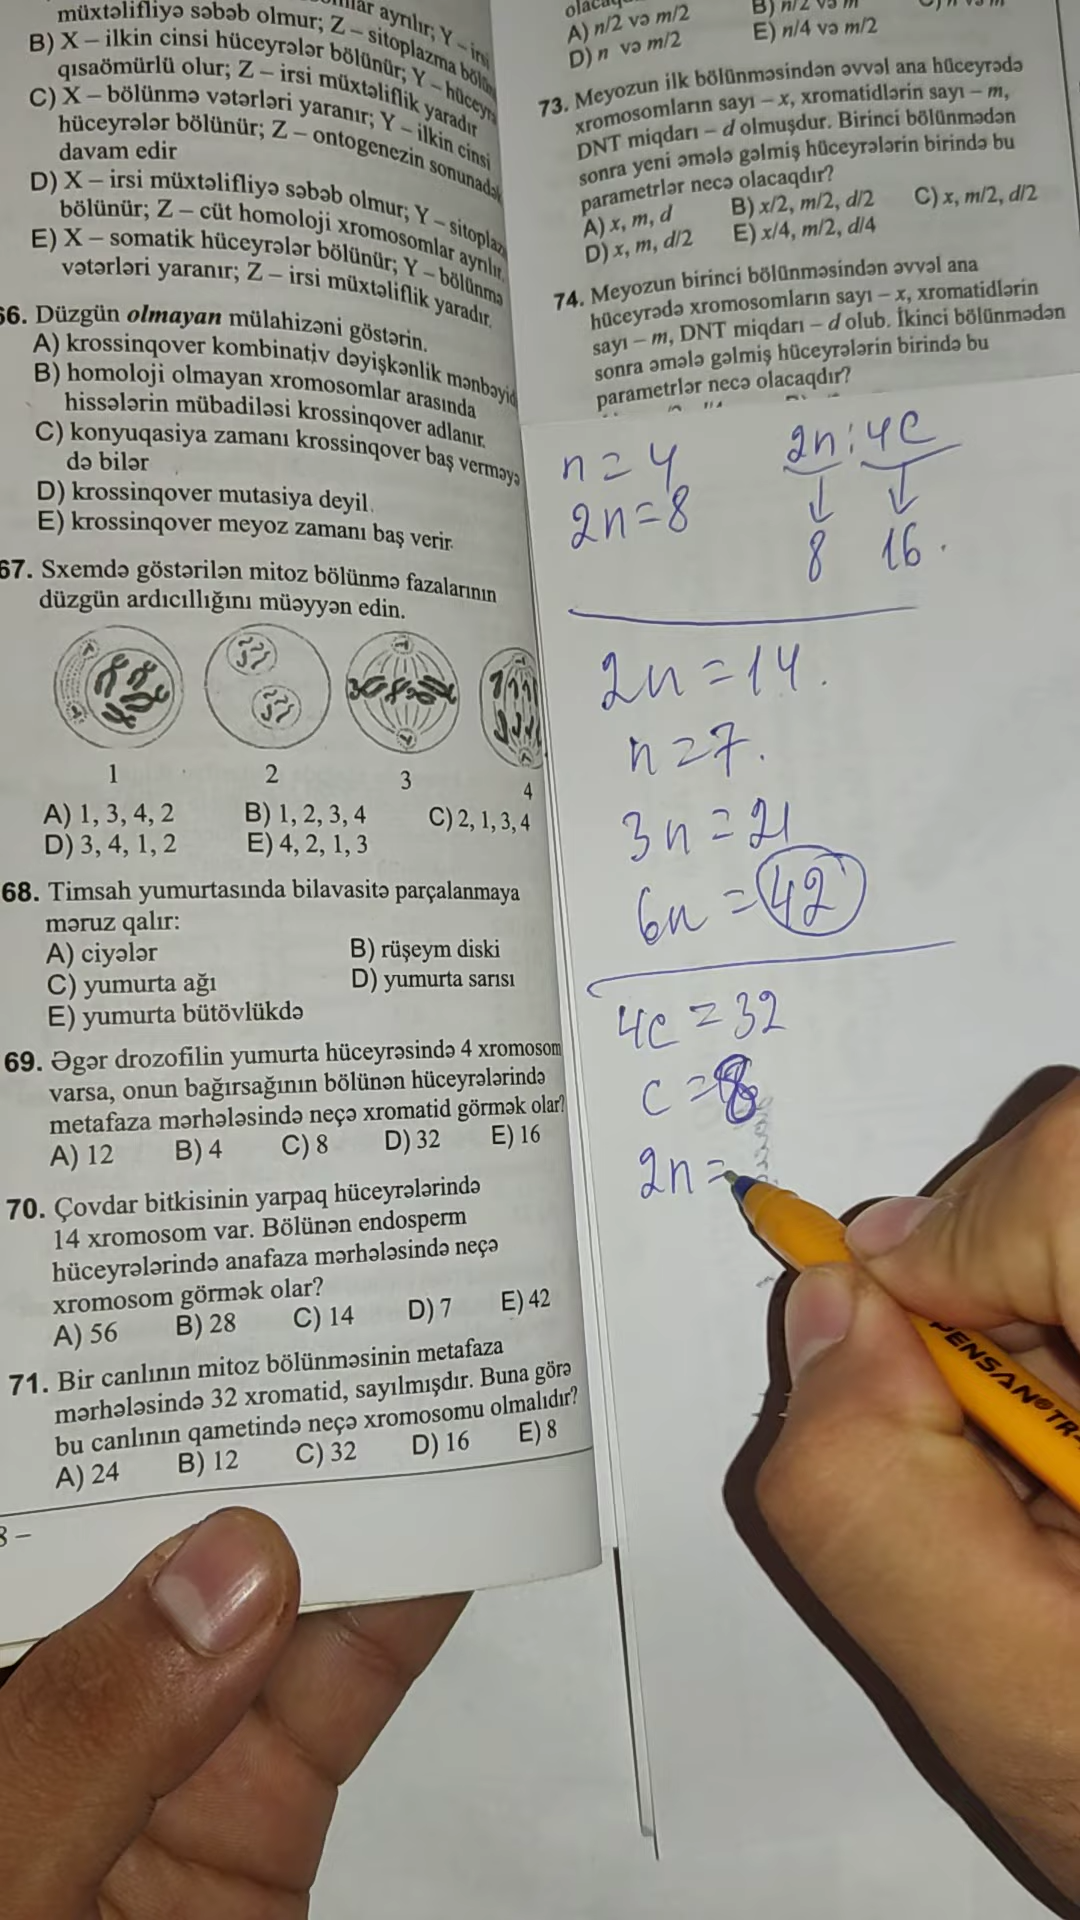 müxtəlifliyə səbəb olmur; Z – sitoplazma
B) X – ilkin cinsi hüceyrələr bölünür; Y – hüceyrə
qısaömürlü olur; Z – irsi müxtəliflik yaradır
C) X – bölünmə vətərləri yaranır; Y – ilkin cinsi
hüceyrələr bölünür; Z – ontogenezin sonunadək
davam edir
D) X – irsi müxtəlifliyə səbəb olmur; Y – sitoplaz
bölünür; Z – cüt homoloji xromosomlar ayrılır.
E) X – somatik hüceyrələr bölünür; Y – bölünmə
vətərləri yaranır; Z – irsi müxtəliflik yaradır.
66. Düzgün olmayan mülahizəni göstərin.
A) krossinqover kombinativ dəyişkənlik mənbəyid
B) homoloji olmayan xromosomlar arasında
hissələrin mübadiləsi krossinqover adlanır.
C) konyuqasiya zamanı krossinqover baş verməyə
də bilər
D) krossinqover mutasiya deyil.
E) krossinqover meyoz zamanı baş verir.
67. Sxemdə göstərilən mitoz bölünmə fazalarının
düzgün ardıcıllığını müəyyən edin.
1 2 3 4
A) 1, 3, 4, 2 B) 1, 2, 3, 4 C) 2, 1, 3, 4
D) 3, 4, 1, 2 E) 4, 2, 1, 3
68. Timsah yumurtasında bilavasitə parçalanmaya
məruz qalır:
A) ciyələr B) rüşeym diski
C) yumurta ağı D) yumurta sarısı
E) yumurta bütövlükdə
69. Əgər drozofilin yumurta hüceyrəsində 4 xromosom
varsa, onun bağırsağının bölünən hüceyrələrində
metafaza mərhələsində neçə xromatid görmək olar?
A) 12 B) 4 C) 8 D) 32 E) 16
70. Çovdar bitkisinin yarpaq hüceyrələrində
14 xromosom var. Bölünən endosperm
hüceyrələrində anafaza mərhələsində neçə
xromosom görmək olar?
A) 56 B) 28 C) 14 D) 7 E) 42
71. Bir canlının mitoz bölünməsinin metafaza
mərhələsində 32 xromatid, sayılmışdır. Buna görə
bu canlının qametində neçə xromosomu olmalıdır?
A) 24 B) 12 C) 32 D) 16 E) 8
8 –
A) n/2 və m/2 B) n/2 və m
D) n və m/2 E) n/4 və m/2
73. Meyozun ilk bölünməsindən əvvəl ana hüceyrədə
xromosomların sayı – x, xromatidlərin sayı – m,
DNT miqdarı – d olmuşdur. Birinci bölünmədən
sonra yeni əmələ gəlmiş hüceyrələrin birində bu
parametrlər necə olacaqdır?
A) x, m, d B) x/2, m/2, d/2 C) x, m/2, d/2
D) x, m, d/2 E) x/4, m/2, d/4
74. Meyozun birinci bölünməsindən əvvəl ana
hüceyrədə xromosomların sayı – x, xromatidlərin
sayı – m, DNT miqdarı – d olub. İkinci bölünmədən
sonra əmələ gəlmiş hüceyrələrin birində bu
parametrlər necə olacaqdır?
n = 4 2n : 4C
2n = 8
8 16.
2n = 14.
n = 7.
3n = 21
6n = 42
4c = 32
c = 8
2n =
PENSAN TR